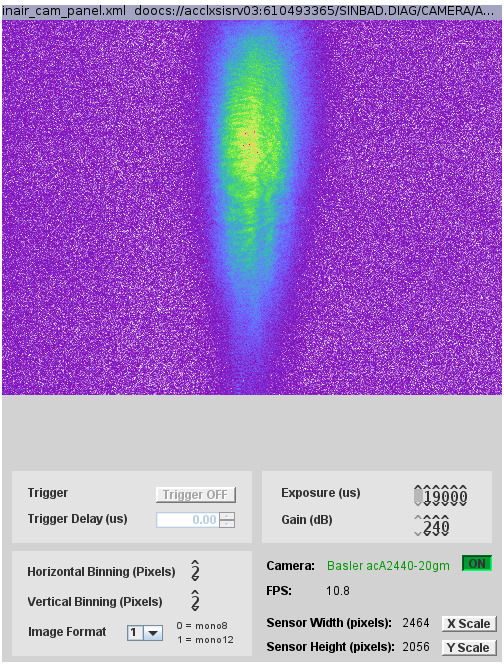 inair_cam_panel.xml doocs://acclxsisrv03:610493365/SINBAD.DIAG/CAMERA/A...
Trigger
Trigger OFF
Trigger Delay (us)
0.00
Exposure (us)
19000
Gain (dB)
240
Horizontal Binning (Pixels)
2
Vertical Binning (Pixels)
2
Image Format
1
0 = mono8
1 = mono12
Camera: Basler acA2440-20gm ON
FPS: 10.8
Sensor Width (pixels): 2464 X Scale
Sensor Height (pixels): 2056 Y Scale